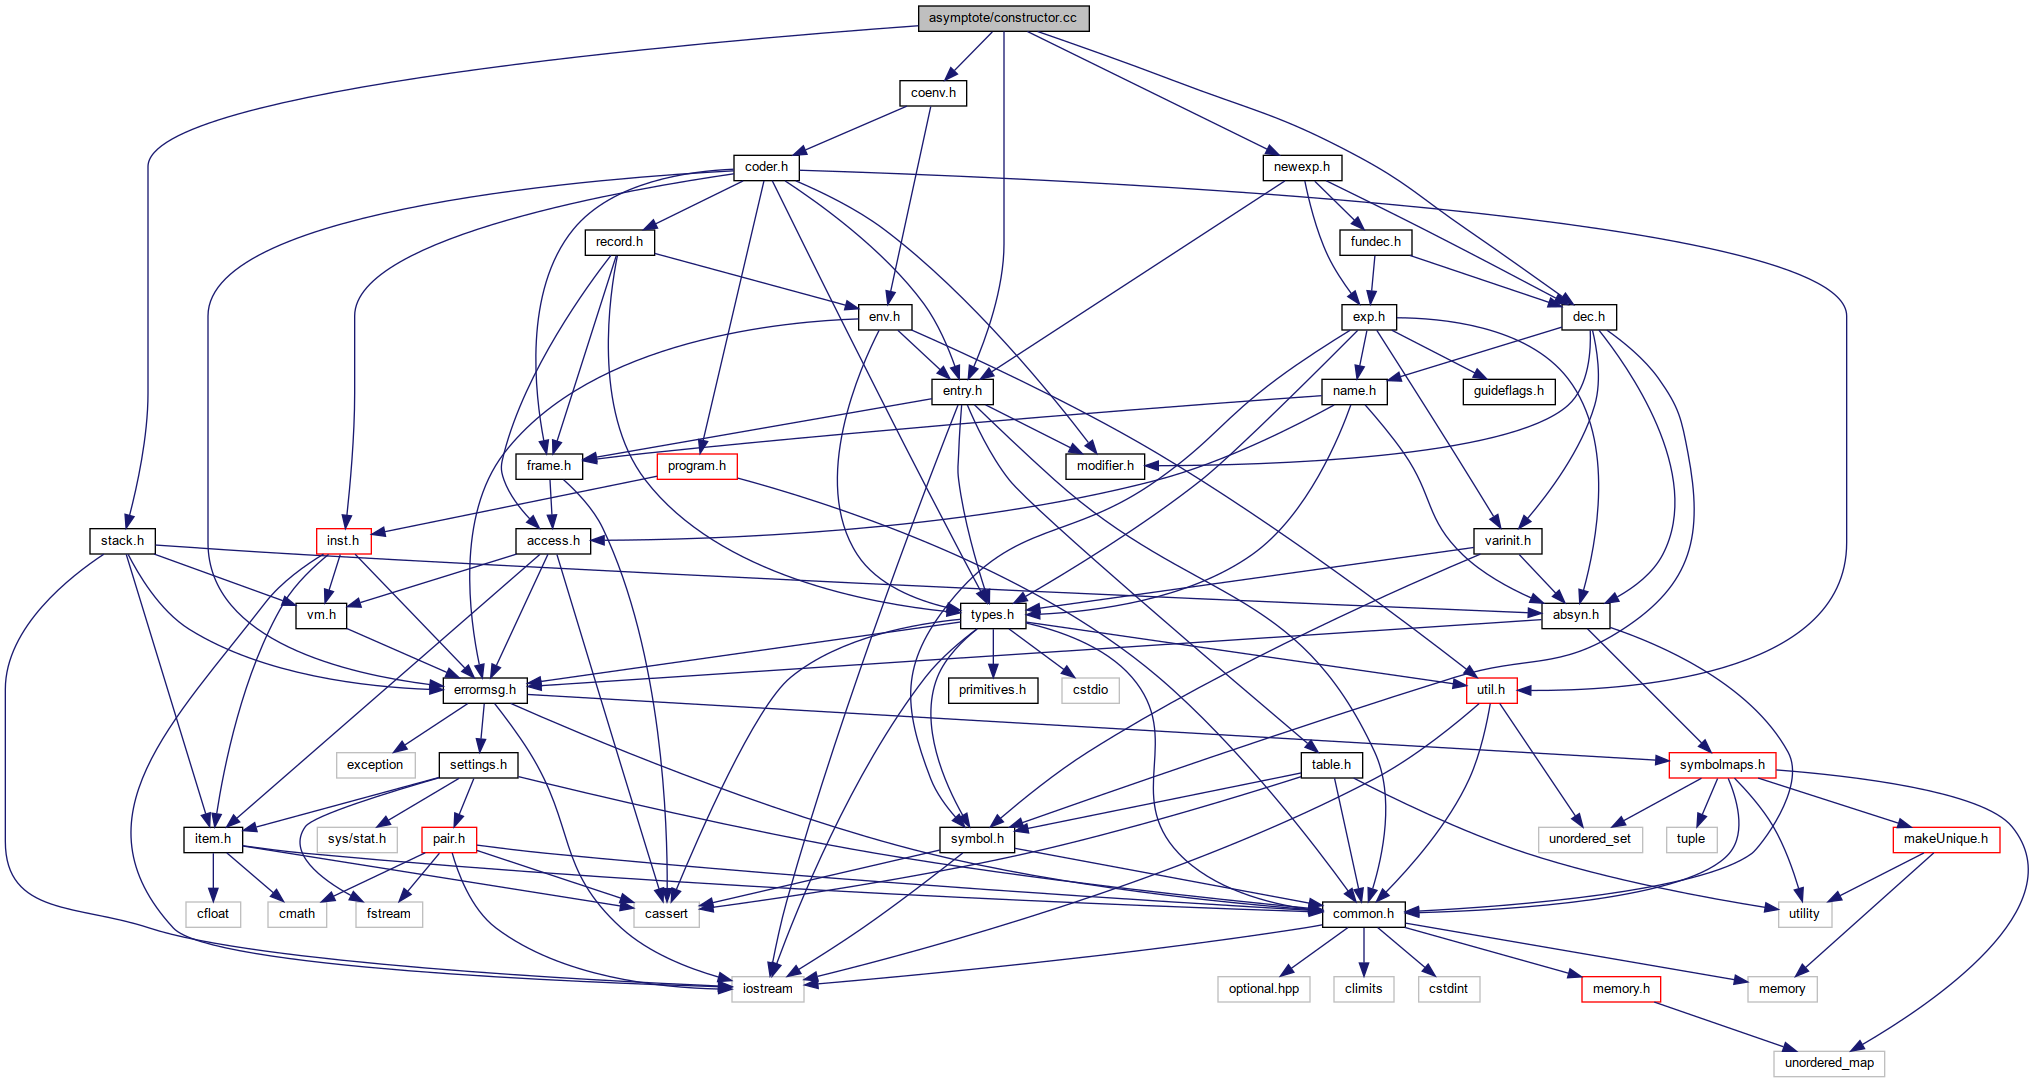 asymptote/constructor.cc
coenv.h
coder.h
newexp.h
record.h
fundec.h
env.h
exp.h
dec.h
entry.h
name.h
guideflags.h
frame.h
program.h
modifier.h
stack.h
inst.h
access.h
varinit.h
vm.h
types.h
absyn.h
errormsg.h
primitives.h
cstdio
util.h
exception
settings.h
table.h
symbolmaps.h
item.h
sys/stat.h
pair.h
symbol.h
unordered_set
tuple
makeUnique.h
cfloat
cmath
fstream
cassert
common.h
utility
iostream
optional.hpp
climits
cstdint
memory.h
memory
unordered_map